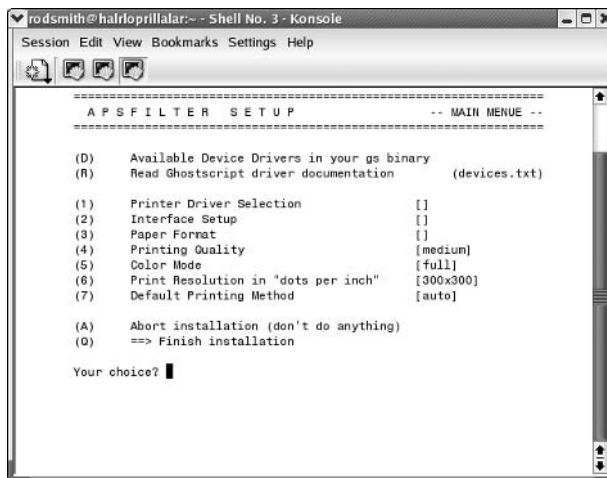 rodsmith@halrloprillalar:~ - Shell No. 3 - Konsole
Session Edit View Bookmarks Settings Help
================================================================
A P S F I L T E R   S E T U P          -- MAIN MENUE --
================================================================
(D) Available Device Drivers in your gs binary
(R) Read Ghostscript driver documentation (devices.txt)
(1) Printer Driver Selection []
(2) Interface Setup []
(3) Paper Format []
(4) Printing Quality [medium]
(5) Color Mode [full]
(6) Print Resolution in "dots per inch" [300x300]
(7) Default Printing Method [auto]
(A) Abort installation (don't do anything)
(Q) ==> Finish installation
Your choice?